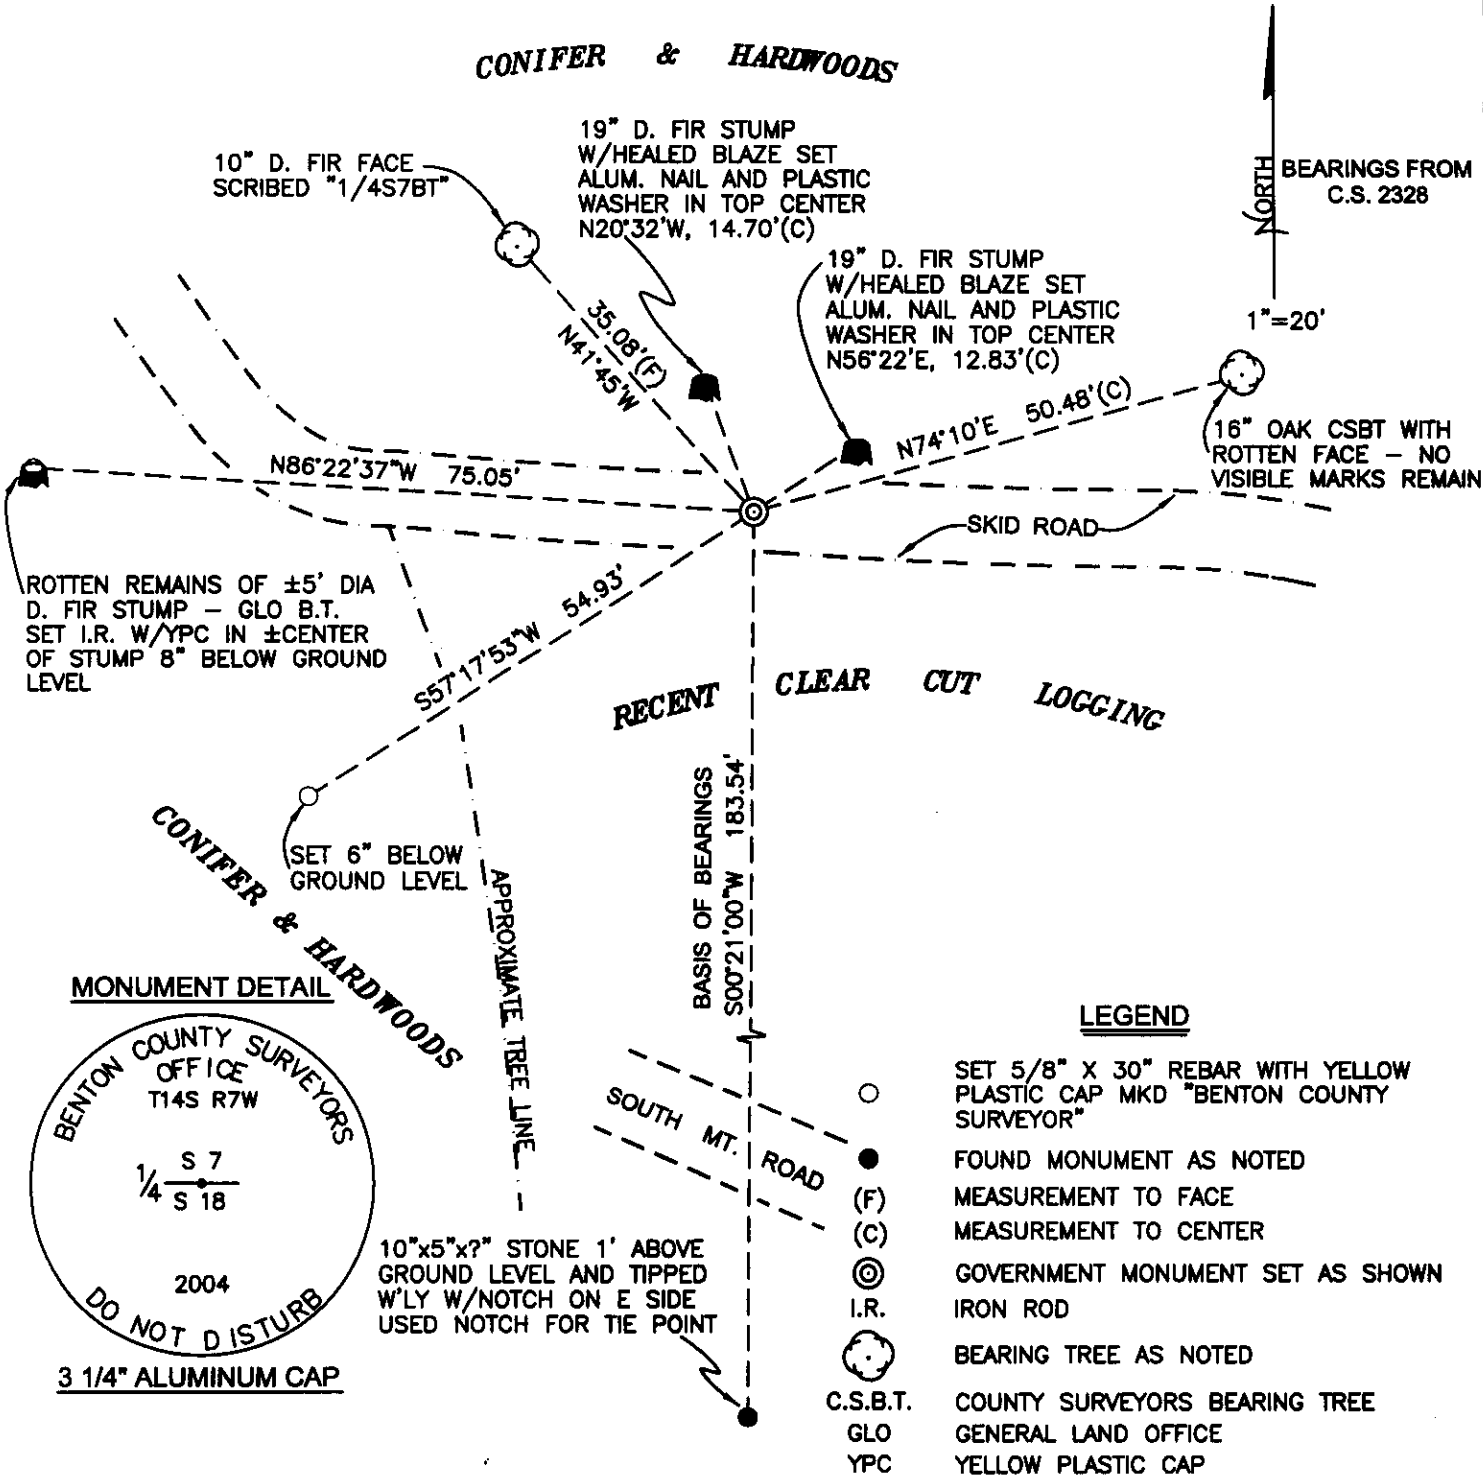 CONIFER & HARDWOODS
10" D. FIR FACE
SCRIBED "1/4S7BT"
19" D. FIR STUMP
W/HEALED BLAZE SET
ALUM. NAIL AND PLASTIC
WASHER IN TOP CENTER
N20°32'W, 14.70'(C)
19" D. FIR STUMP
W/HEALED BLAZE SET
ALUM. NAIL AND PLASTIC
WASHER IN TOP CENTER
N56°22'E, 12.83'(C)
NORTH
BEARINGS FROM
C.S. 2328
1"=20'
35.08'(F)
N41°45'W
N74°10'E 50.48'(C)
16" OAK CSBT WITH
ROTTEN FACE – NO
VISIBLE MARKS REMAIN
N86°22'37"W 75.05'
SKID ROAD
ROTTEN REMAINS OF ±5' DIA
D. FIR STUMP – GLO B.T.
SET I.R. W/YPC IN ±CENTER
OF STUMP 8" BELOW GROUND
LEVEL
S57°17'53"W 54.93'
RECENT CLEAR CUT LOGGING
SET 6" BELOW
GROUND LEVEL
CONIFER & HARDWOODS
APPROXIMATE TREE LINE
BASIS OF BEARINGS
S00°21'00"W 183.54'
SOUTH MT. ROAD
10"x5"x?" STONE 1' ABOVE
GROUND LEVEL AND TIPPED
W'LY W/NOTCH ON E SIDE
USED NOTCH FOR TIE POINT
MONUMENT DETAIL
BENTON COUNTY SURVEYORS
OFFICE
T14S R7W
S 7
1/4
S 18
2004
DO NOT DISTURB
3 1/4" ALUMINUM CAP
LEGEND
SET 5/8" X 30" REBAR WITH YELLOW
PLASTIC CAP MKD "BENTON COUNTY
SURVEYOR"
FOUND MONUMENT AS NOTED
(F) MEASUREMENT TO FACE
(C) MEASUREMENT TO CENTER
GOVERNMENT MONUMENT SET AS SHOWN
I.R. IRON ROD
BEARING TREE AS NOTED
C.S.B.T. COUNTY SURVEYORS BEARING TREE
GLO GENERAL LAND OFFICE
YPC YELLOW PLASTIC CAP